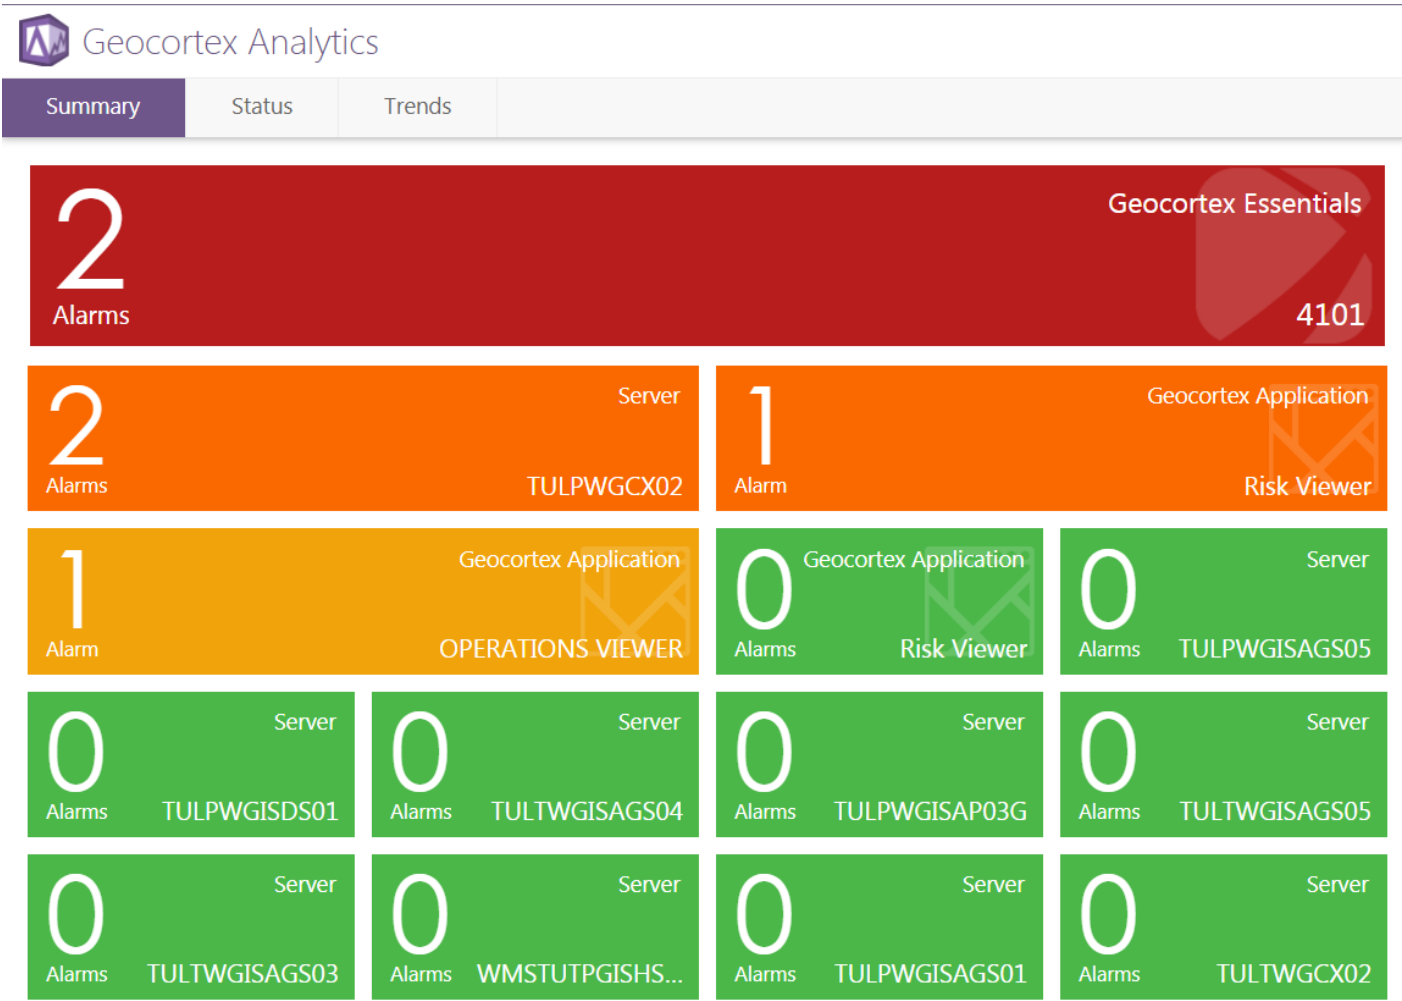 Geocortex Analytics
Summary Status Trends
2 Geocortex Essentials
Alarms 4101
2 Server
Alarms TULPWGCX02
1 Geocortex Application
Alarm Risk Viewer
1 Geocortex Application
Alarm OPERATIONS VIEWER
0 Geocortex Application
Alarms Risk Viewer
0 Server
Alarms TULPWGISAGS05
0 Server
Alarms TULPWGISDS01
0 Server
Alarms TULTWGISAGS04
0 Server
Alarms TULPWGISAP03G
0 Server
Alarms TULTWGISAGS05
0 Server
Alarms TULTWGISAGS03
0 Server
Alarms WMSTUTPGISHS...
0 Server
Alarms TULPWGISAGS01
0 Server
Alarms TULTWGCX02